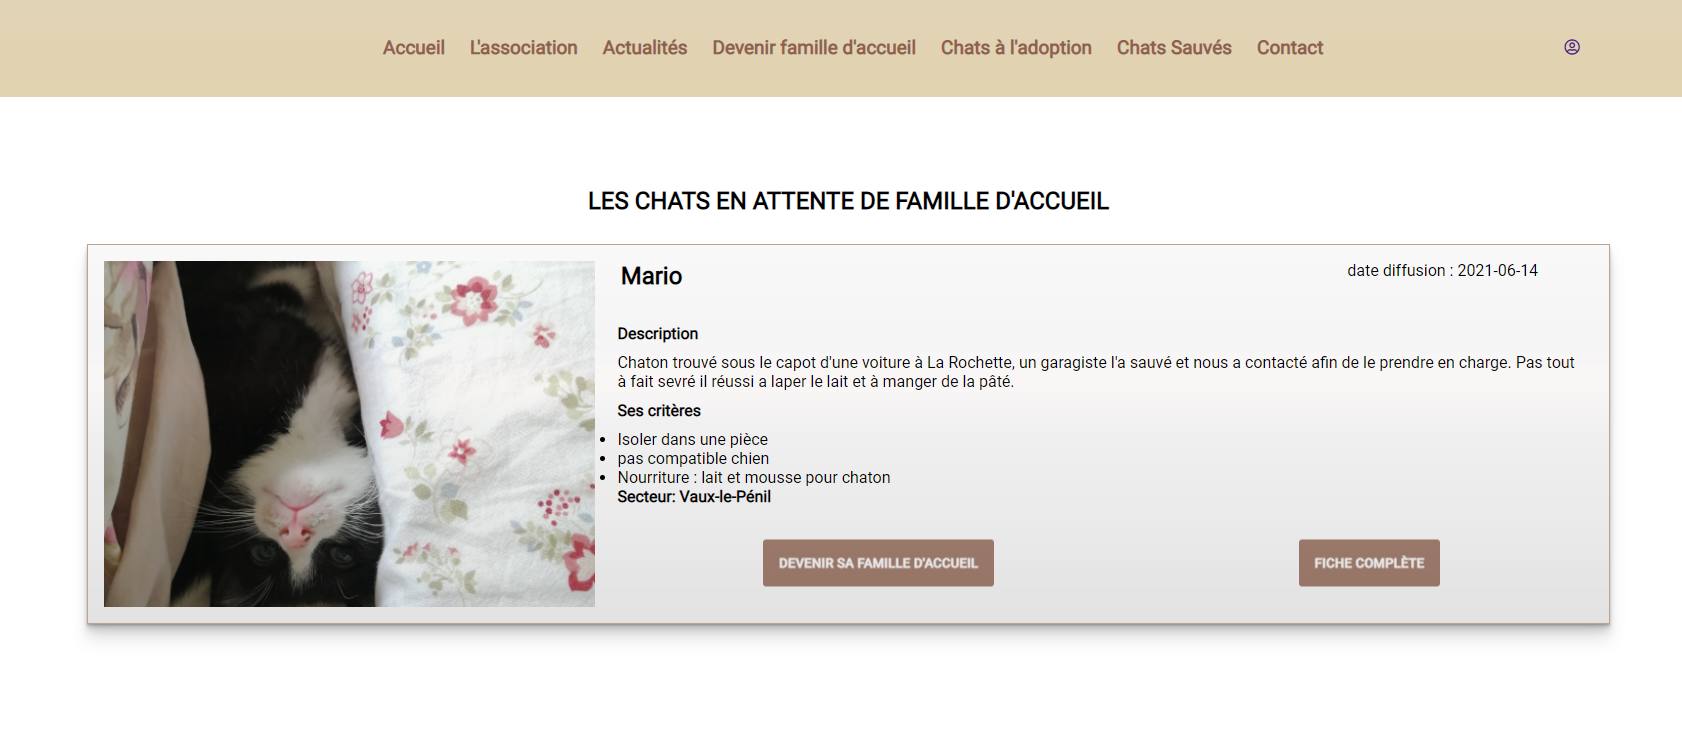 Accueil L'association Actualités Devenir famille d'accueil Chats à l'adoption Chats Sauvés Contact
LES CHATS EN ATTENTE DE FAMILLE D'ACCUEIL
Mario
date diffusion : 2021-06-14
Description
Chaton trouvé sous le capot d'une voiture à La Rochette, un garagiste l'a sauvé et nous a contacté afin de le prendre en charge. Pas tout
à fait sevré il réussi a laper le lait et à manger de la pâté.
Ses critères
Isoler dans une pièce
pas compatible chien
Nourriture : lait et mousse pour chaton
Secteur: Vaux-le-Pénil
DEVENIR SA FAMILLE D'ACCUEIL
FICHE COMPLÈTE